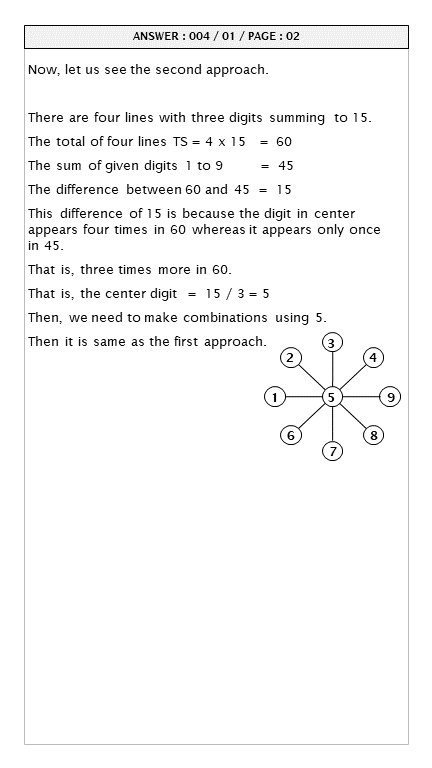 ANSWER : 004 / 01 / PAGE : 02
Now, let us see the second approach.
There are four lines with three digits summing to 15.
The total of four lines TS = 4 x 15 = 60
The sum of given digits 1 to 9 = 45
The difference between 60 and 45 = 15
This difference of 15 is because the digit in center
appears four times in 60 whereas it appears only once
in 45.
That is, three times more in 60.
That is, the center digit = 15 / 3 = 5
Then, we need to make combinations using 5.
Then it is same as the first approach.
3
2 4
1 5 9
6 8
7